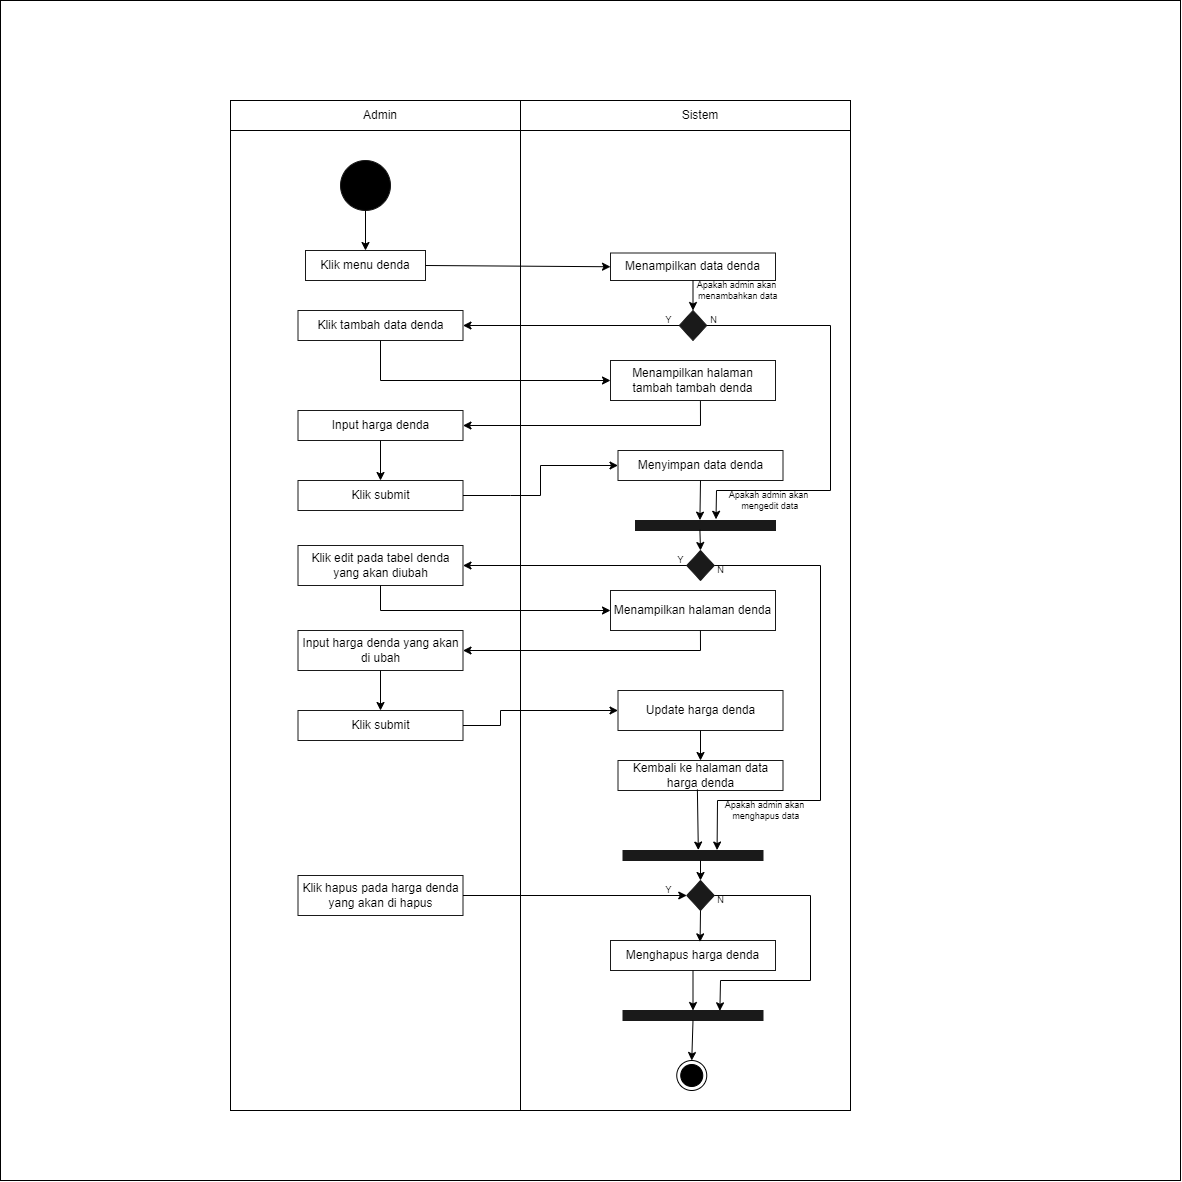 Admin
Sistem
Klik menu denda
Menampilkan data denda
Apakah admin akan
menambahkan data
Klik tambah data denda
Y
N
Menampilkan halaman
tambah tambah denda
Input harga denda
Menyimpan data denda
Klik submit
Apakah admin akan
mengedit data
Klik edit pada tabel denda
yang akan diubah
Y
N
Menampilkan halaman denda
Input harga denda yang akan
di ubah
Update harga denda
Klik submit
Kembali ke halaman data
harga denda
Apakah admin akan
menghapus data
Klik hapus pada harga denda
yang akan di hapus
Y
N
Menghapus harga denda